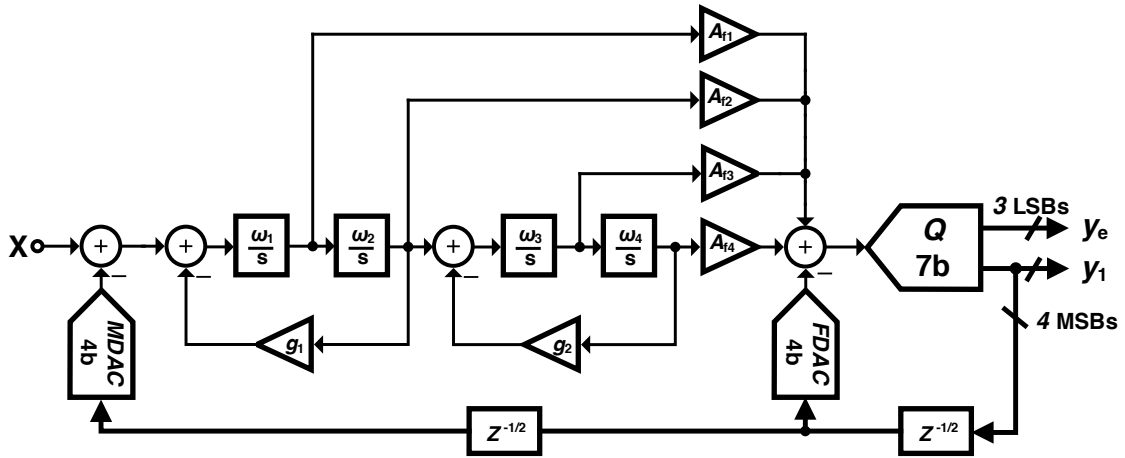 Af1
Af2
Af3
Af4
X
+
−
+
−
ω1
s
ω2
s
+
−
ω3
s
ω4
s
+
−
Q
7b
3 LSBs
ye
y1
4 MSBs
g1
g2
MDAC
4b
FDAC
4b
Z -1/2
Z -1/2